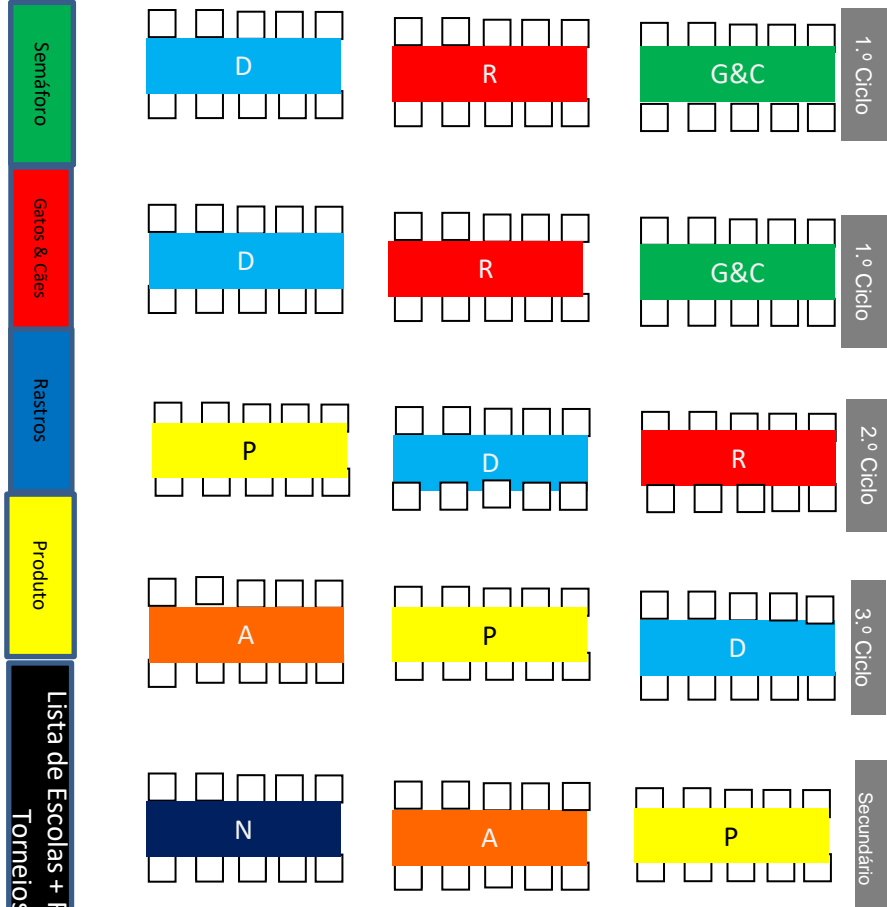 D
R
G&C
1.º Ciclo
D
R
G&C
1.º Ciclo
P
D
R
2.º Ciclo
A
P
D
3.º Ciclo
N
A
P
Secundário
Semáforo
Gatos & Cães
Rastros
Produto
Lista de Escolas +
Torneios